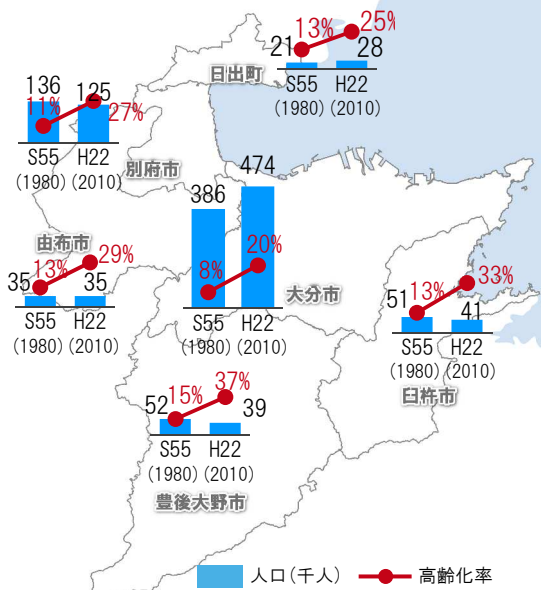 13% 25%
21 28
日出町
S55 H22
(1980) (2010)
136 125
11% 27%
S55 H22
(1980) (2010)
別府市
386 474
8% 20%
S55 H22
(1980) (2010)
大分市
由布市
13% 29%
35 35
S55 H22
(1980) (2010)
13% 33%
51 41
S55 H22
(1980) (2010)
臼杵市
15% 37%
52 39
S55 H22
(1980) (2010)
豊後大野市
人口(千人) 高齢化率